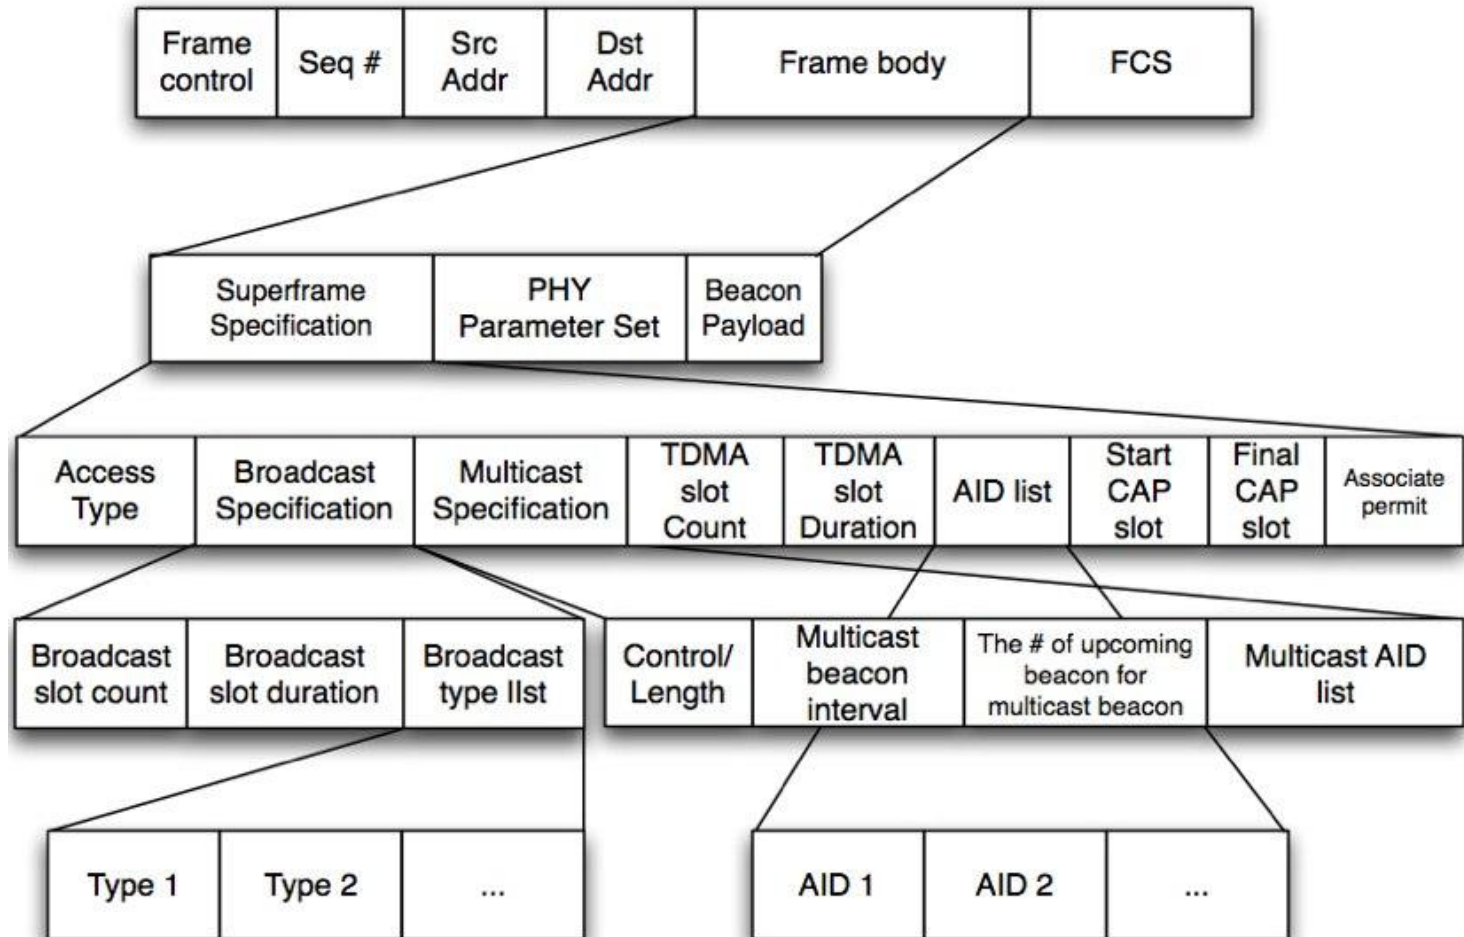 Frame
control
Seq #
Src
Addr
Dst
Addr
Frame body
FCS
Superframe
Specification
PHY
Parameter Set
Beacon
Payload
Access
Type
Broadcast
Specification
Multicast
Specification
TDMA
slot
Count
TDMA
slot
Duration
AID list
Start
CAP
slot
Final
CAP
slot
Associate
permit
Broadcast
slot count
Broadcast
slot duration
Broadcast
type lIst
Control/
Length
Multicast
beacon
interval
The # of upcoming
beacon for
multicast beacon
Multicast AID
list
Type 1
Type 2
...
AID 1
AID 2
...